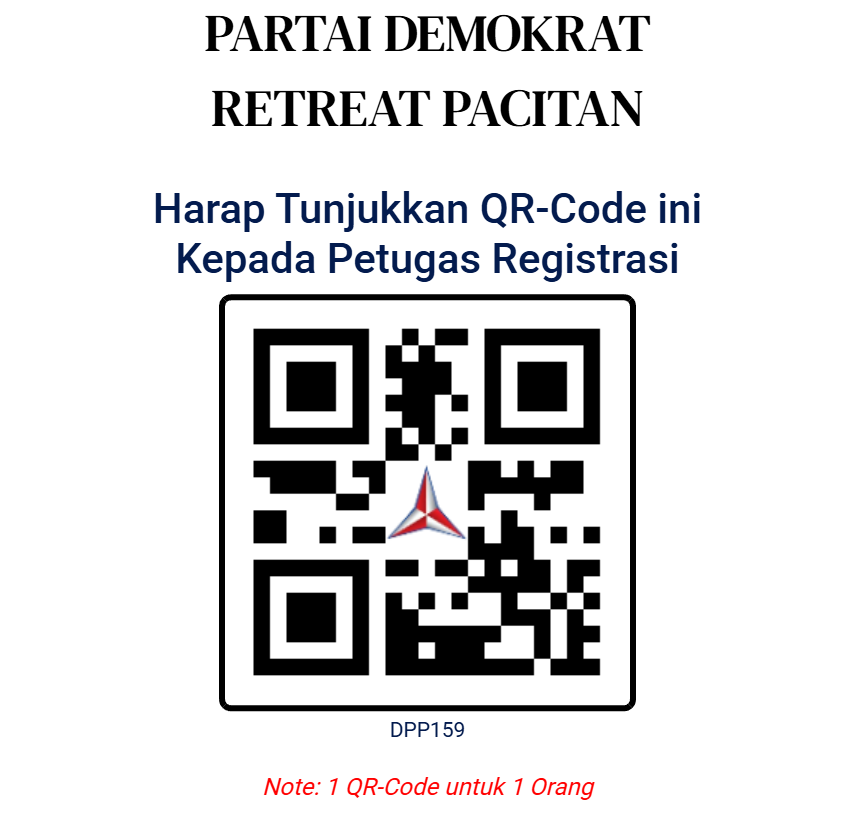 PARTAI DEMOKRAT
RETREAT PACITAN
Harap Tunjukkan QR-Code ini
Kepada Petugas Registrasi
DPP159
Note: 1 QR-Code untuk 1 Orang